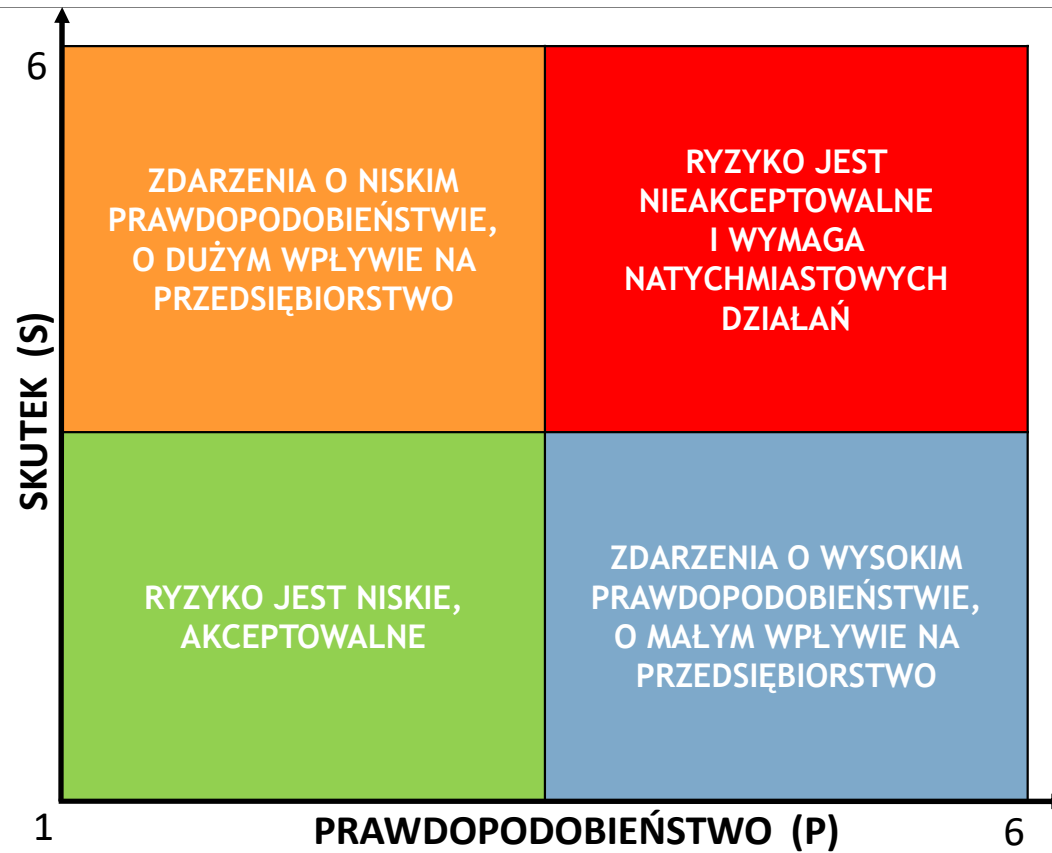 6
ZDARZENIA O NISKIM
PRAWDOPODOBIEŃSTWIE,
O DUŻYM WPŁYWIE NA
PRZEDSIĘBIORSTWO
RYZYKO JEST
NIEAKCEPTOWALNE
I WYMAGA
NATYCHMIASTOWYCH
DZIAŁAŃ
SKUTEK (S)
RYZYKO JEST NISKIE,
AKCEPTOWALNE
ZDARZENIA O WYSOKIM
PRAWDOPODOBIEŃSTWIE,
O MAŁYM WPŁYWIE NA
PRZEDSIĘBIORSTWO
1
PRAWDOPODOBIEŃSTWO (P)
6